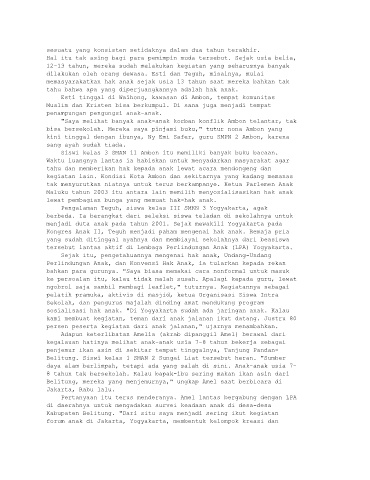 sesuatu yang konsisten setidaknya dalam dua tahun terakhir.
Hal itu tak asing bagi para pemimpin muda tersebut. Sejak usia belia,
12-13 tahun, mereka sudah melakukan kegiatan yang seharusnya banyak
dilakukan oleh orang dewasa. Esti dan Teguh, misalnya, mulai
memasyarakatkan hak anak sejak usia 13 tahun saat mereka bahkan tak
tahu bahwa apa yang diperjuangkannya adalah hak anak.
Esti tinggal di Waihong, kawasan di Ambon, tempat komunitas
Muslim dan Kristen bisa berkumpul. Di sana juga menjadi tempat
penampungan pengungsi anak-anak.
"Saya melihat banyak anak-anak korban konflik Ambon telantar, tak
bisa bersekolah. Mereka saya pinjami buku," tutur nona Ambon yang
kini tinggal dengan ibunya, Ny Emi Safer, guru SMPN 2 Ambon, karena
sang ayah sudah tiada.
Siswi kelas 3 SMAN 11 Ambon itu memiliki banyak buku bacaan.
Waktu luangnya lantas ia habiskan untuk menyadarkan masyarakat agar
tahu dan memberikan hak kepada anak lewat acara mendongeng dan
kegiatan lain. Kondisi Kota Ambon dan sekitarnya yang kadang memanas
tak menyurutkan niatnya untuk terus berkampanye. Ketua Parlemen Anak
Maluku tahun 2003 itu antara lain memilih menyosialisasikan hak anak
lewat pembagian bunga yang memuat hak-hak anak.
Pengalaman Teguh, siswa kelas III SMKN 3 Yogyakarta, agak
berbeda. Ia berangkat dari seleksi siswa teladan di sekolahnya untuk
menjadi duta anak pada tahun 2001. Sejak mewakili Yogyakarta pada
Kongres Anak II, Teguh menjadi paham mengenai hak anak. Remaja pria
yang sudah ditinggal ayahnya dan membiayai sekolahnya dari beasiswa
tersebut lantas aktif di Lembaga Perlindungan Anak (LPA) Yogyakarta.
Sejak itu, pengetahuannya mengenai hak anak, Undang-Undang
Perlindungan Anak, dan Konvensi Hak Anak, ia tularkan kepada rekan
bahkan para gurunya. "Saya biasa memakai cara nonformal untuk masuk
ke persoalan itu, kalau tidak malah susah. Apalagi kepada guru, lewat
ngobrol saja sambil membagi leaflet," tuturnya. Kegiatannya sebagai
pelatih pramuka, aktivis di masjid, ketua Organisasi Siswa Intra
Sekolah, dan pengurus majalah dinding amat mendukung program
sosialisasi hak anak. "Di Yogyakarta sudah ada jaringan anak. Kalau
kami membuat kegiatan, teman dari anak jalanan ikut datang. Justru 80
persen peserta kegiatan dari anak jalanan," ujarnya menambahkan.
Adapun keterlibatan Amelia (akrab dipanggil Amel) berawal dari
kegalauan hatinya melihat anak-anak usia 7-8 tahun bekerja sebagai
penjemur ikan asin di sekitar tempat tinggalnya, Tanjung Pandan-
Belitung. Siswi kelas 1 SMAN 2 Sungai Liat tersebut heran. "Sumber
daya alam berlimpah, tetapi ada yang salah di sini. Anak-anak usia 7-
8 tahun tak bersekolah. Kalau bapak-ibu sering makan ikan asin dari
Belitung, mereka yang menjemurnya," ungkap Amel saat berbicara di
Jakarta, Rabu lalu.
Pertanyaan itu terus menderanya. Amel lantas bergabung dengan LPA
di daerahnya untuk mengadakan survei keadaan anak di desa-desa
Kabupaten Belitung. "Dari situ saya menjadi sering ikut kegiatan
forum anak di Jakarta, Yogyakarta, membentuk kelompok kreasi dan